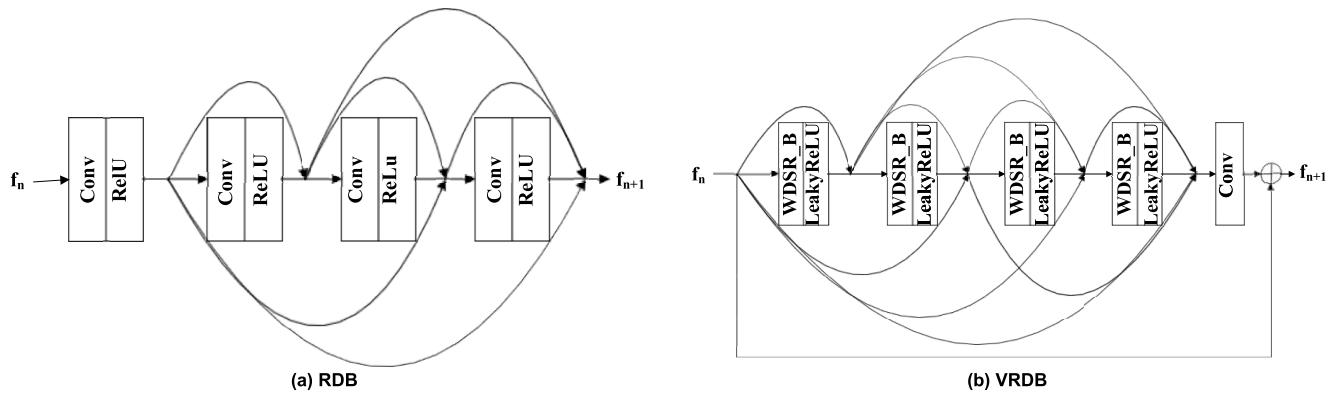 fn
Conv
RelU
Conv
ReLU
Conv
ReLu
Conv
ReLU
fn+1
(a) RDB
fn
WDSR_B
LeakyReLU
WDSR_B
LeakyReLU
WDSR_B
LeakyReLU
WDSR_B
LeakyReLU
Conv
fn+1
(b) VRDB